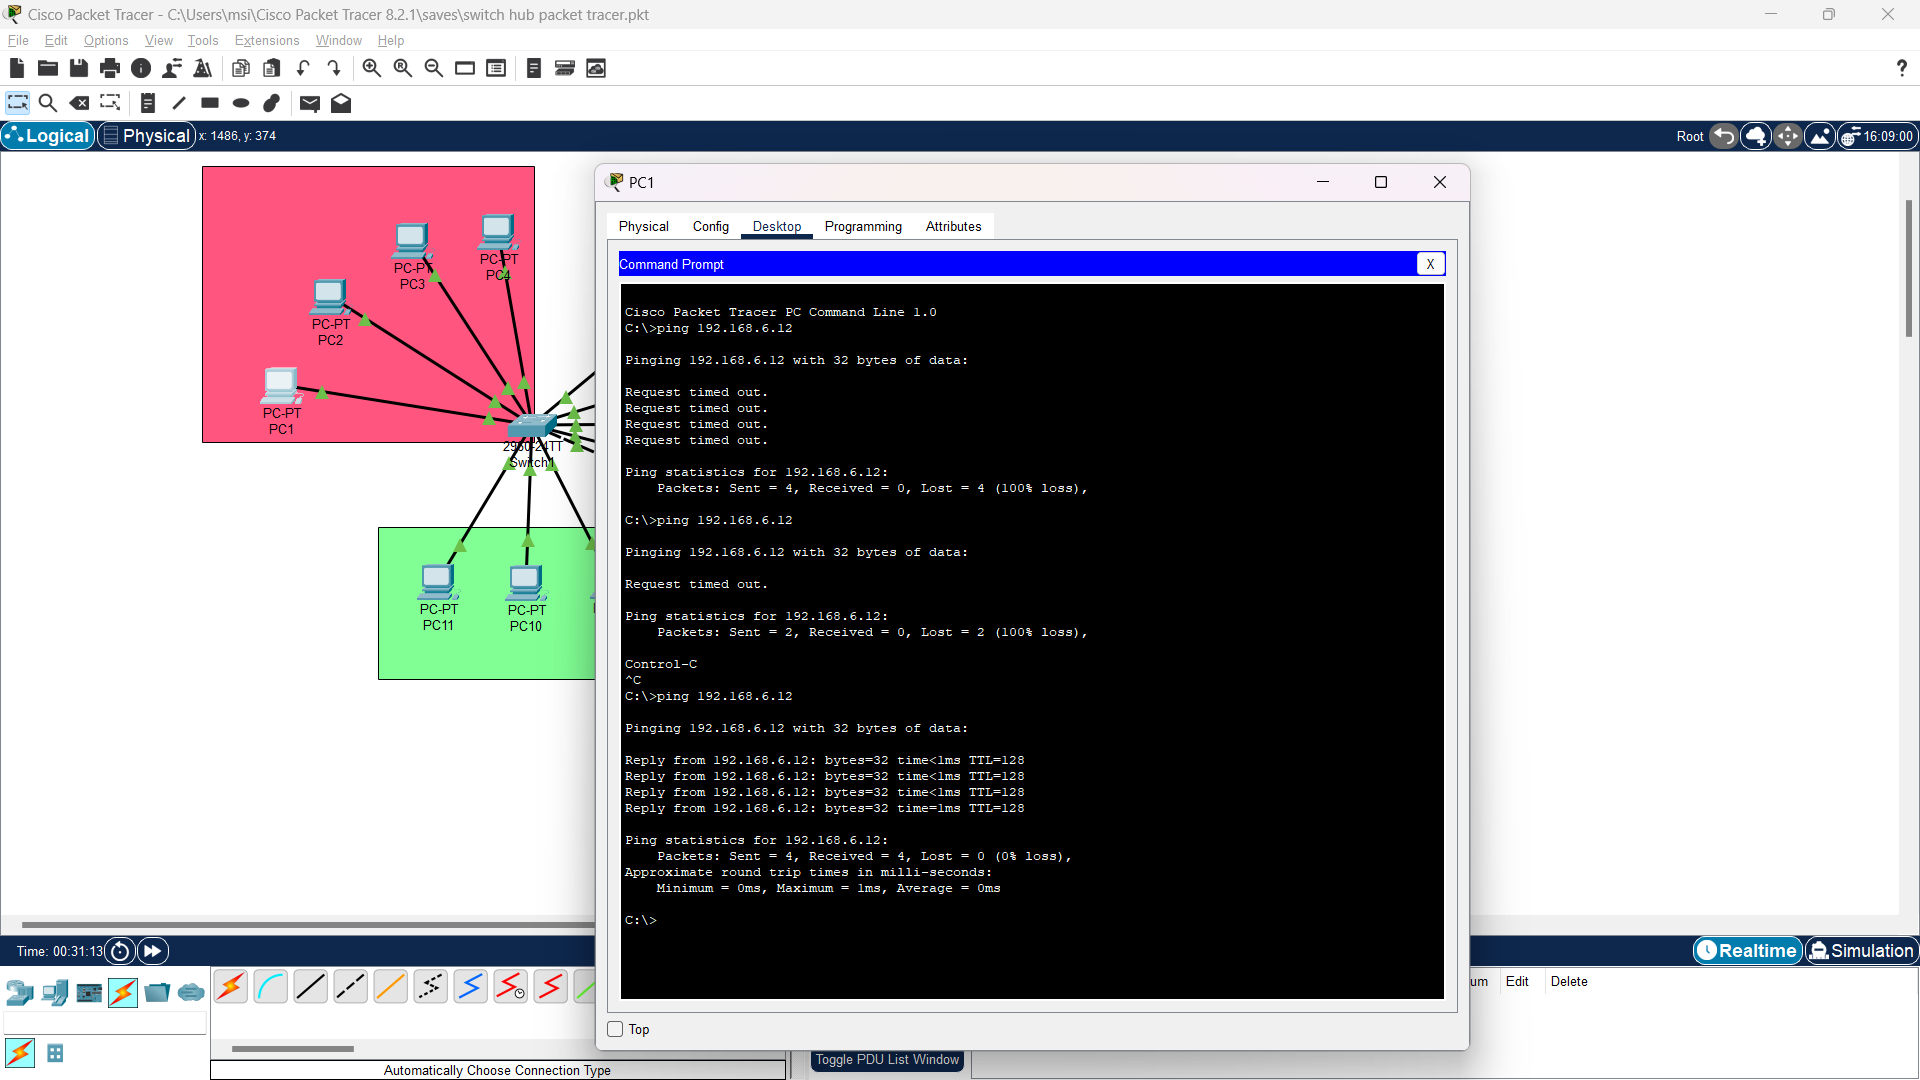 Cisco Packet Tracer - C:\Users\msi\Cisco Packet Tracer 8.2.1\saves\switch hub packet tracer.pkt
File Edit Options View Tools Extensions Window Help
?
Logical Physical x: 1486, y: 374 Root 16:09:00
PC1
Physical Config Desktop Programming Attributes
Command Prompt X
Cisco Packet Tracer PC Command Line 1.0
C:\>ping 192.168.6.12
Pinging 192.168.6.12 with 32 bytes of data:
Request timed out.
Request timed out.
Request timed out.
Request timed out.
Ping statistics for 192.168.6.12:
Packets: Sent = 4, Received = 0, Lost = 4 (100% loss),
C:\>ping 192.168.6.12
Pinging 192.168.6.12 with 32 bytes of data:
Request timed out.
Ping statistics for 192.168.6.12:
Packets: Sent = 2, Received = 0, Lost = 2 (100% loss),
Control-C
^C
C:\>ping 192.168.6.12
Pinging 192.168.6.12 with 32 bytes of data:
Reply from 192.168.6.12: bytes=32 time<1ms TTL=128
Reply from 192.168.6.12: bytes=32 time<1ms TTL=128
Reply from 192.168.6.12: bytes=32 time<1ms TTL=128
Reply from 192.168.6.12: bytes=32 time=1ms TTL=128
Ping statistics for 192.168.6.12:
Packets: Sent = 4, Received = 4, Lost = 0 (0% loss),
Approximate round trip times in milli-seconds:
Minimum = 0ms, Maximum = 1ms, Average = 0ms
C:\>
Top
PC-PT
PC4
PC-PT
PC3
PC-PT
PC2
PC-PT
PC1
2960-24TT
Switch1
PC-PT
PC11
PC-PT
PC10
Time: 00:31:13
Realtime Simulation
um Edit Delete
Toggle PDU List Window
Automatically Choose Connection Type